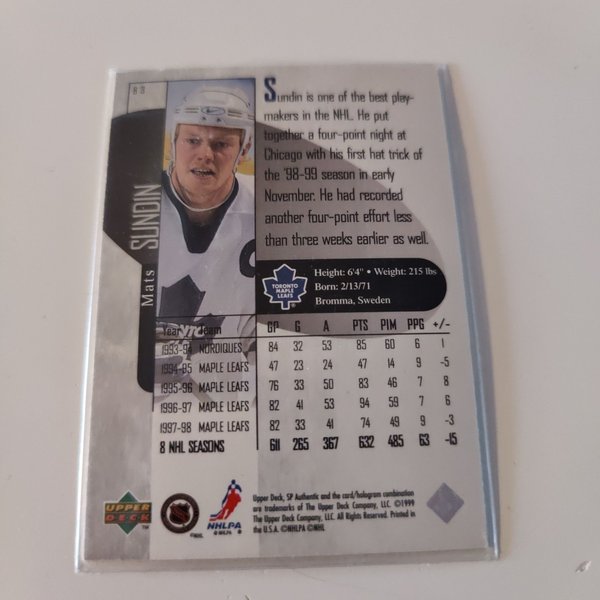 83
Mats SUNDIN
Sundin is one of the best play-
makers in the NHL. He put
together a four-point night at
Chicago with his first hat trick of
the '98-99 season in early
November. He had recorded
another four-point effort less
than three weeks earlier as well.
TORONTO
MAPLE
LEAFS
Height: 6'4" • Weight: 215 lbs
Born: 2/13/71
Bromma, Sweden
Year Team GP G A PTS PIM PPG +/-
1993-94 NORDIQUES 84 32 53 85 60 6 1
1994-95 MAPLE LEAFS 47 23 24 47 14 9 -5
1995-96 MAPLE LEAFS 76 33 50 83 46 7 8
1996-97 MAPLE LEAFS 82 41 53 94 59 7 6
1997-98 MAPLE LEAFS 82 33 41 74 49 9 -3
8 NHL SEASONS 611 265 367 632 485 63 -15
UPPER
DECK
TM
©NHL
NHLPA
Upper Deck, SP Authentic and the card/hologram combination
are trademarks of The Upper Deck Company, LLC. ©1999
The Upper Deck Company, LLC. All Rights Reserved. Printed in
the U.S.A. ©NHLPA ©NHL